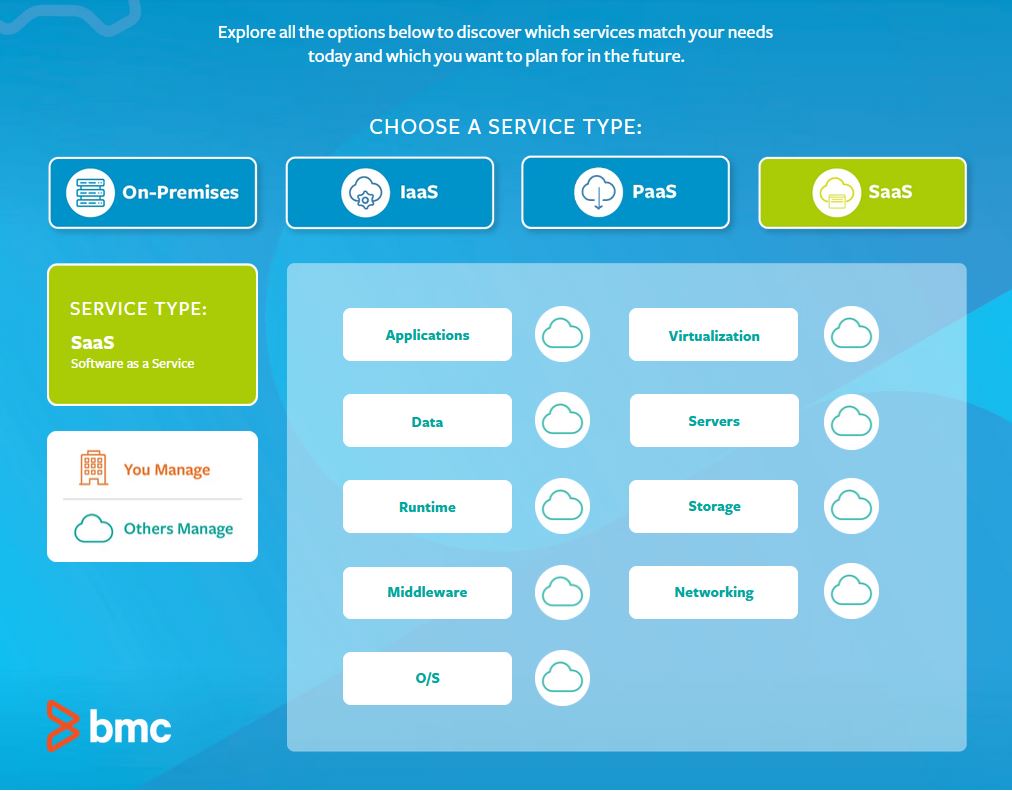 Explore all the options below to discover which services match your needs
today and which you want to plan for in the future.
CHOOSE A SERVICE TYPE:
On-Premises
IaaS
PaaS
SaaS
SERVICE TYPE:
SaaS
Software as a Service
You Manage
Others Manage
Applications
Virtualization
Data
Servers
Runtime
Storage
Middleware
Networking
O/S
bmc